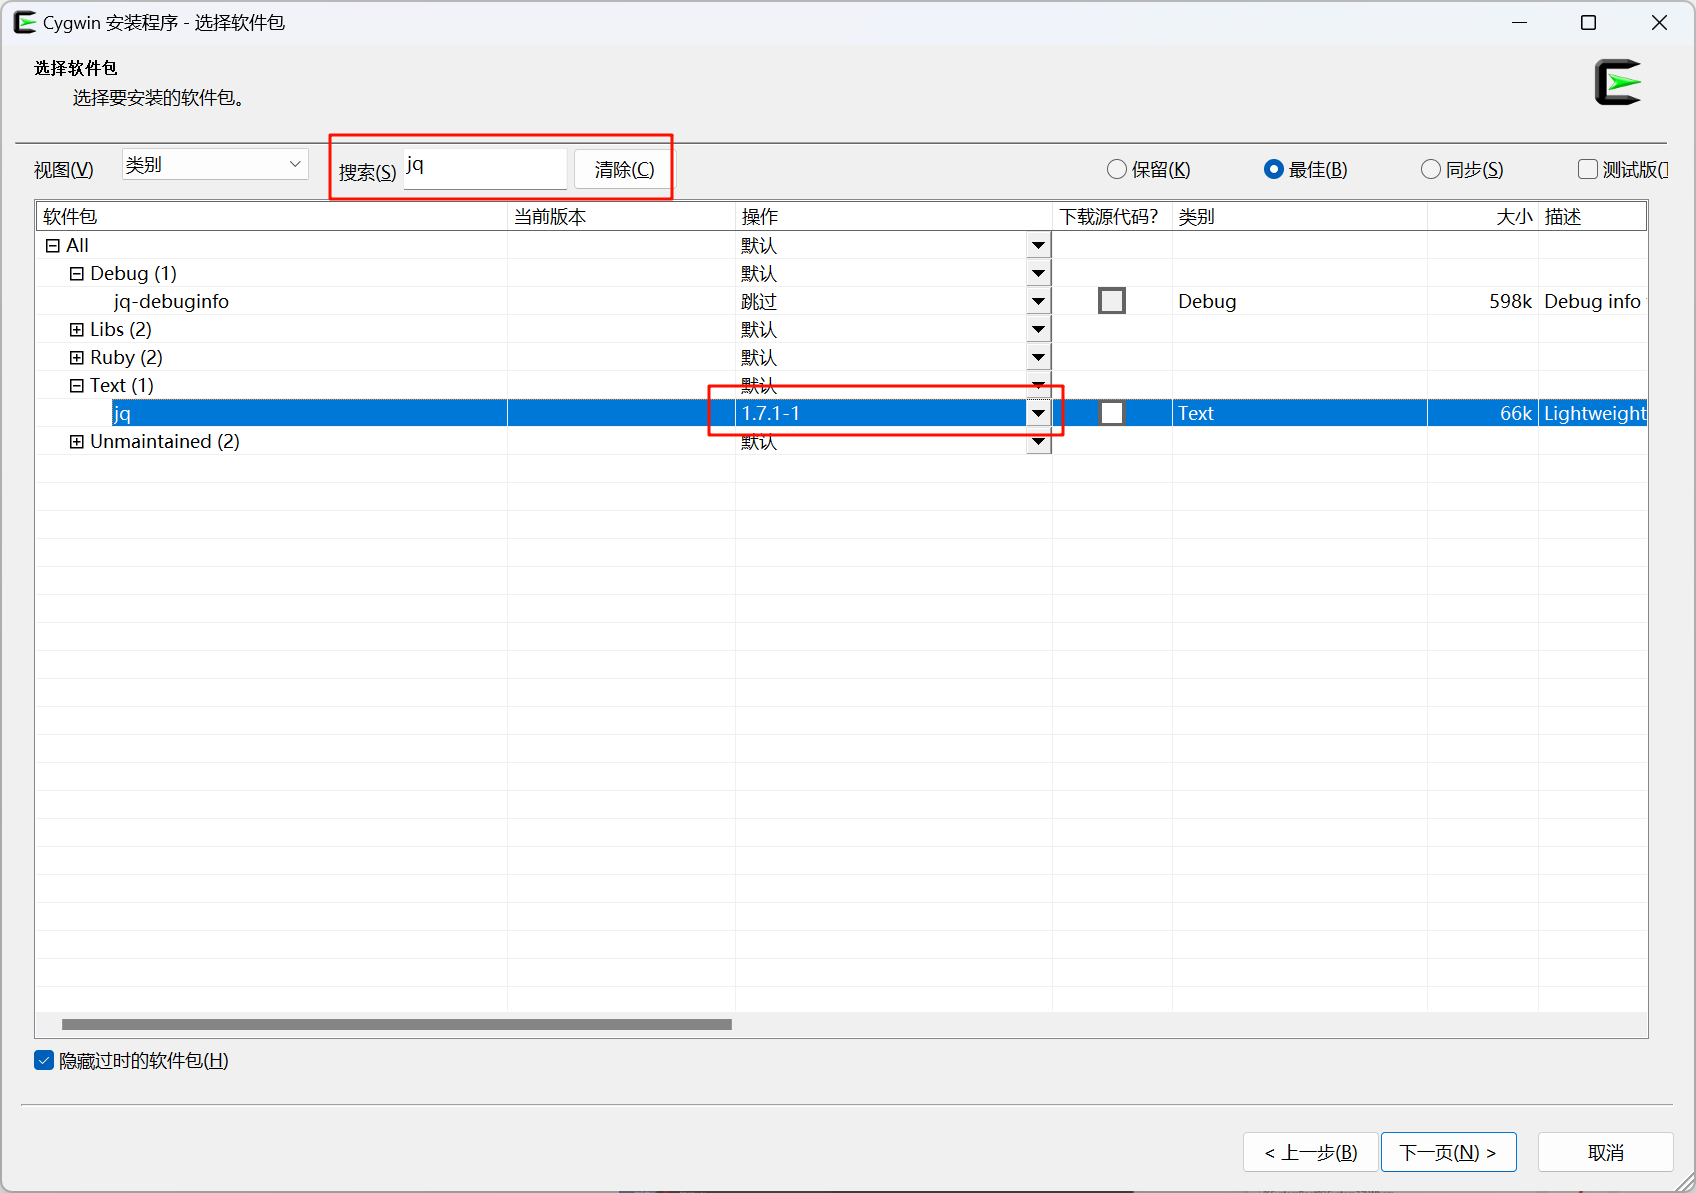 Cygwin 安装程序 - 选择软件包
选择软件包
选择要安装的软件包。
视图(V) 类别 搜索(S) jq 清除(C) 保留(K) 最佳(B) 同步(S) 测试版(T
软件包 当前版本 操作 下载源代码? 类别 大小 描述
All 默认
Debug (1) 默认
jq-debuginfo 跳过 Debug 598k Debug info
Libs (2) 默认
Ruby (2) 默认
Text (1) 默认
jq 1.7.1-1 Text 66k Lightweight
Unmaintained (2) 默认
隐藏过时的软件包(H)
< 上一步(B) 下一页(N) > 取消